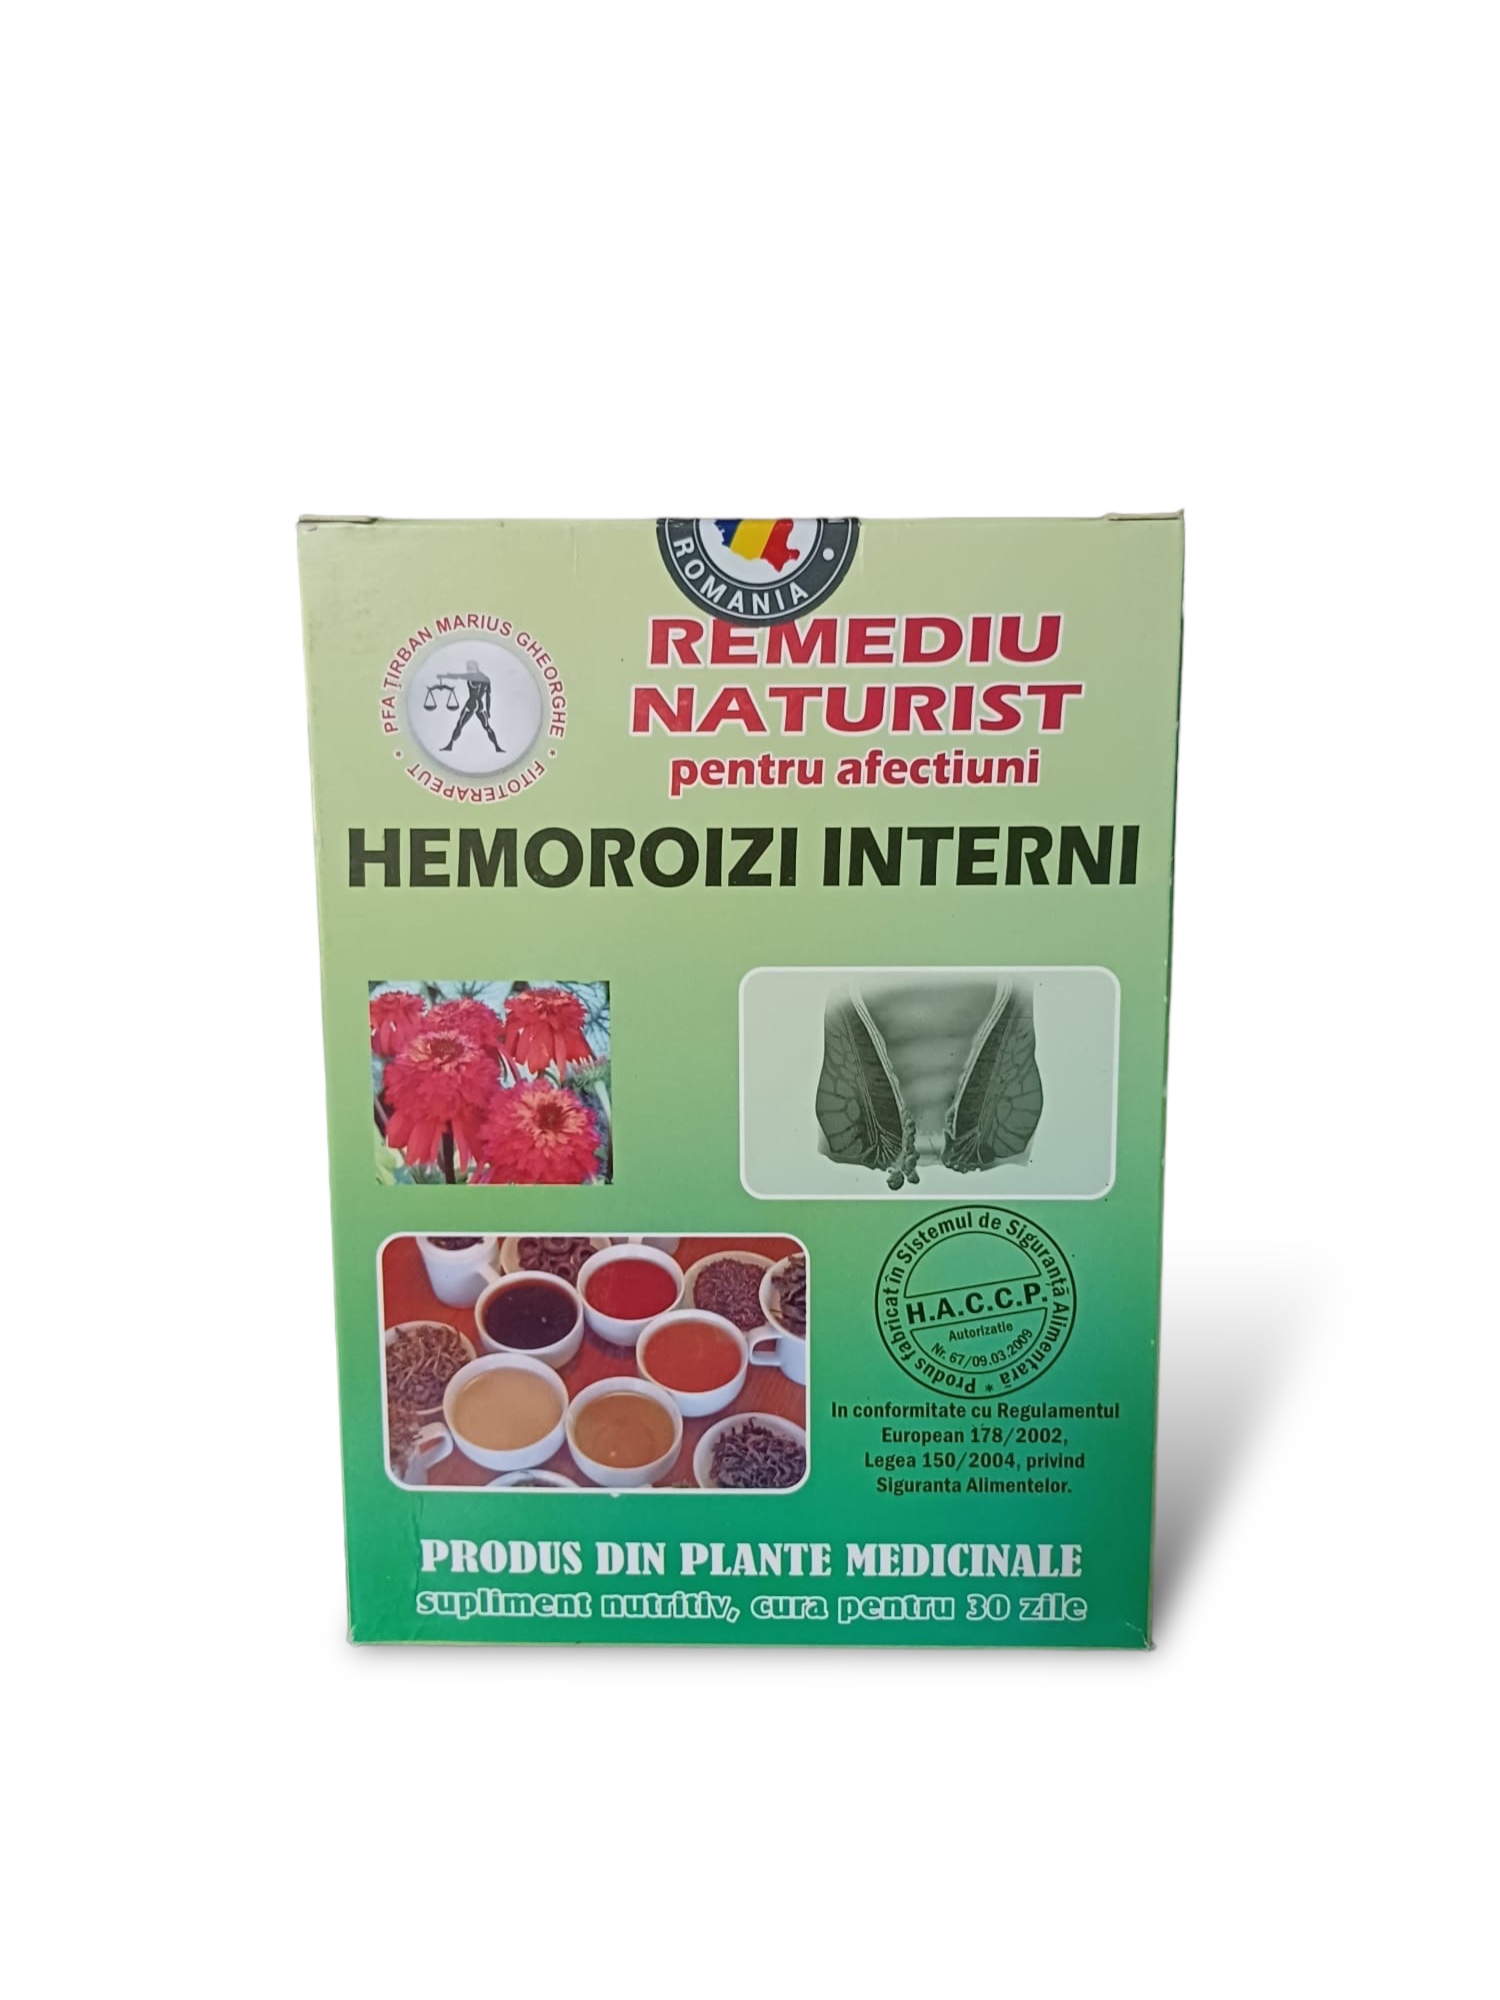 ROMANIA
PFA ȚIRBAN MARIUS GHEORGHE * FITOTERAPEUT *
REMEDIU
NATURIST
pentru afectiuni
HEMOROIZI INTERNI
Produs fabricat în Sistemul de Siguranță Alimentară *
H.A.C.C.P.
Autorizatie
Nr. 67/09.03.2009
In conformitate cu Regulamentul
European 178/2002,
Legea 150/2004, privind
Siguranta Alimentelor.
PRODUS DIN PLANTE MEDICINALE
supliment nutritiv, cura pentru 30 zile